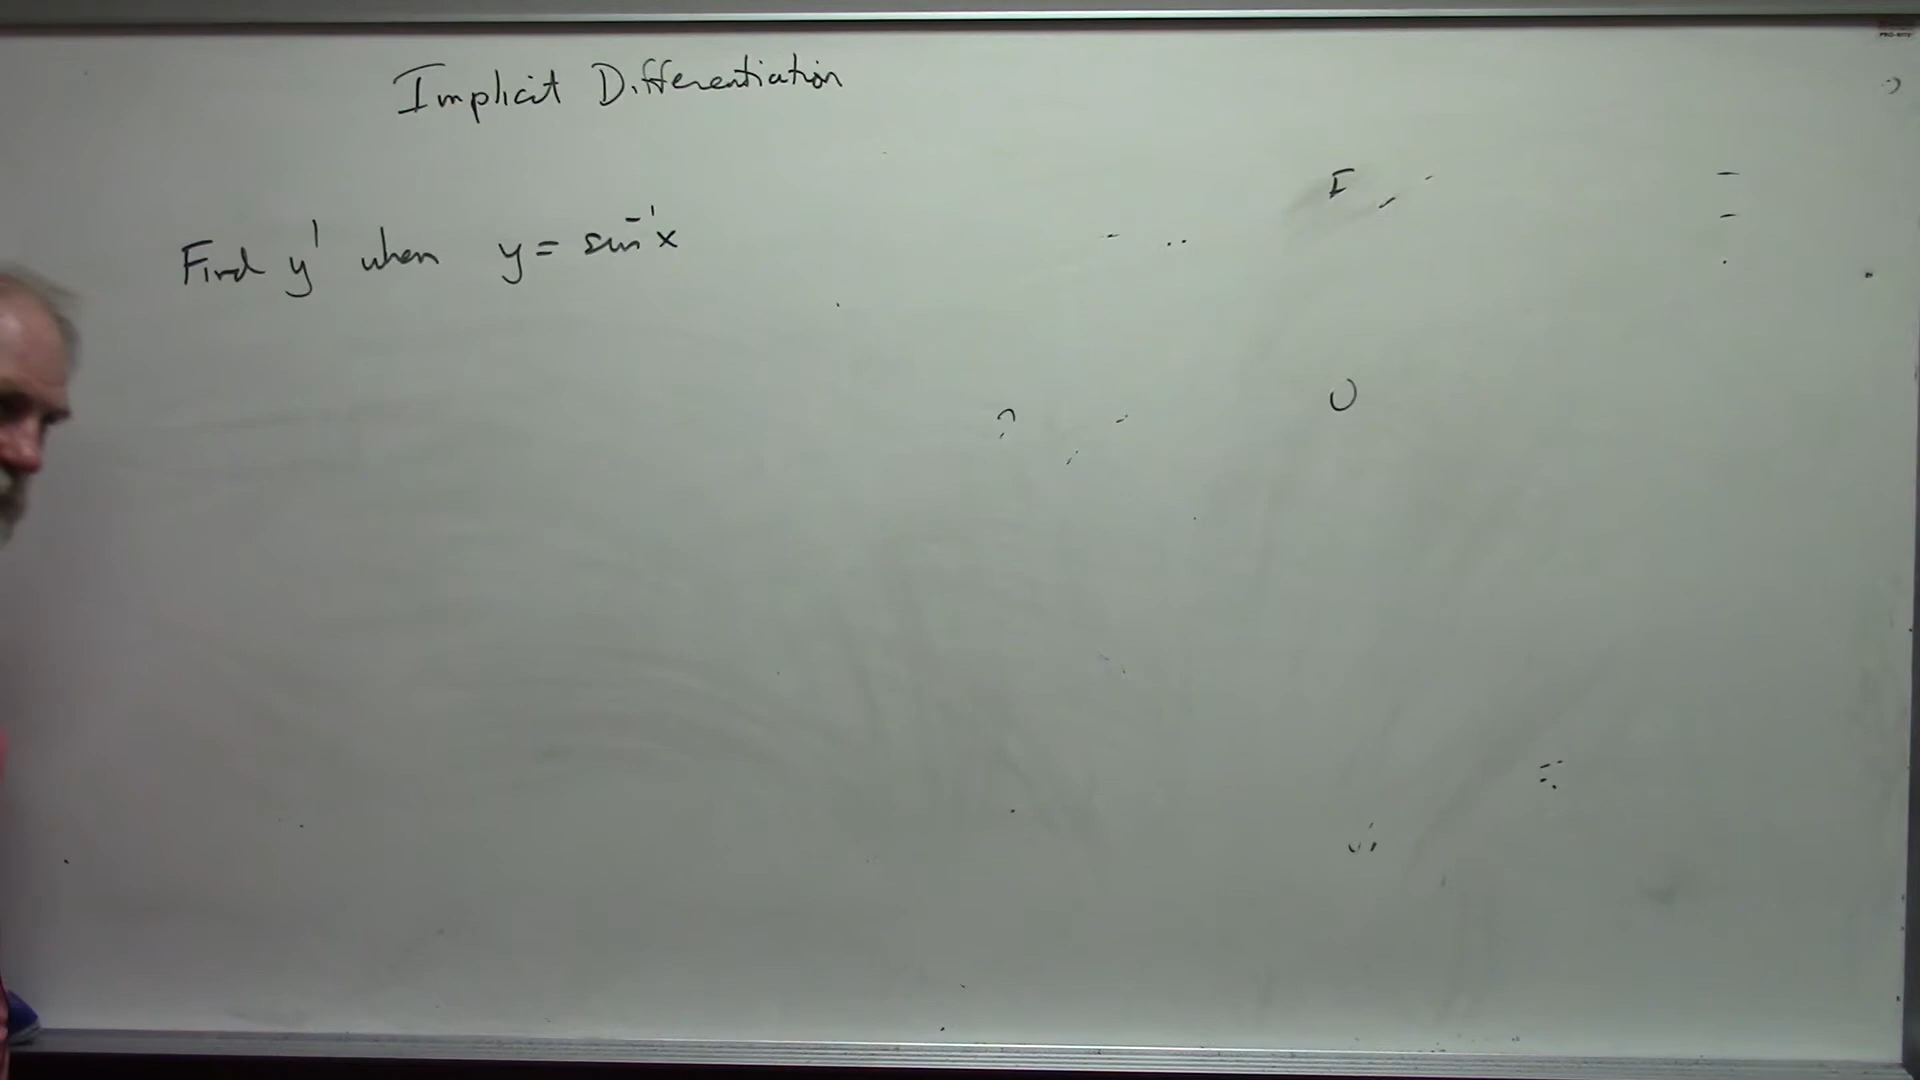 Implicit Differentiation
Find y' when y = sin⁻¹x